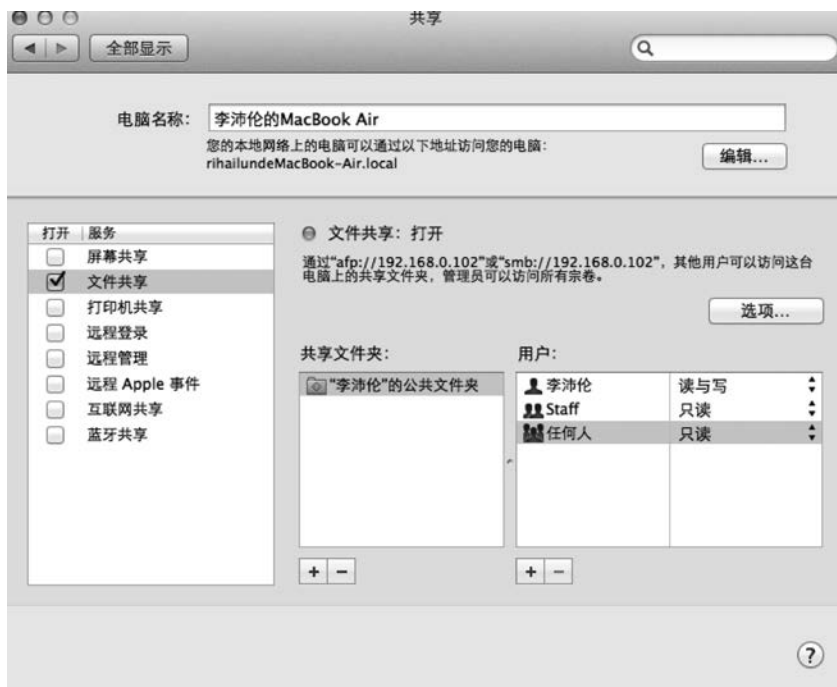 共享
全部显示
电脑名称：
李沛伦的MacBook Air
您的本地网络上的电脑可以通过以下地址访问您的电脑：
rihailundeMacBook-Air.local
编辑...
打开 服务
屏幕共享
文件共享
打印机共享
远程登录
远程管理
远程 Apple 事件
互联网共享
蓝牙共享
文件共享：打开
通过“afp://192.168.0.102”或“smb://192.168.0.102”，其他用户可以访问这台
电脑上的共享文件夹，管理员可以访问所有宗卷。
选项...
共享文件夹：
“李沛伦”的公共文件夹
用户：
李沛伦 读与写
Staff 只读
任何人 只读
+ −
+ −
?